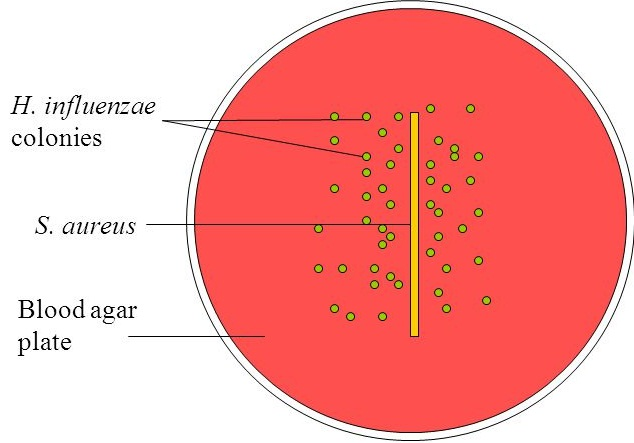 H. influenzae
colonies
S. aureus
Blood agar
plate